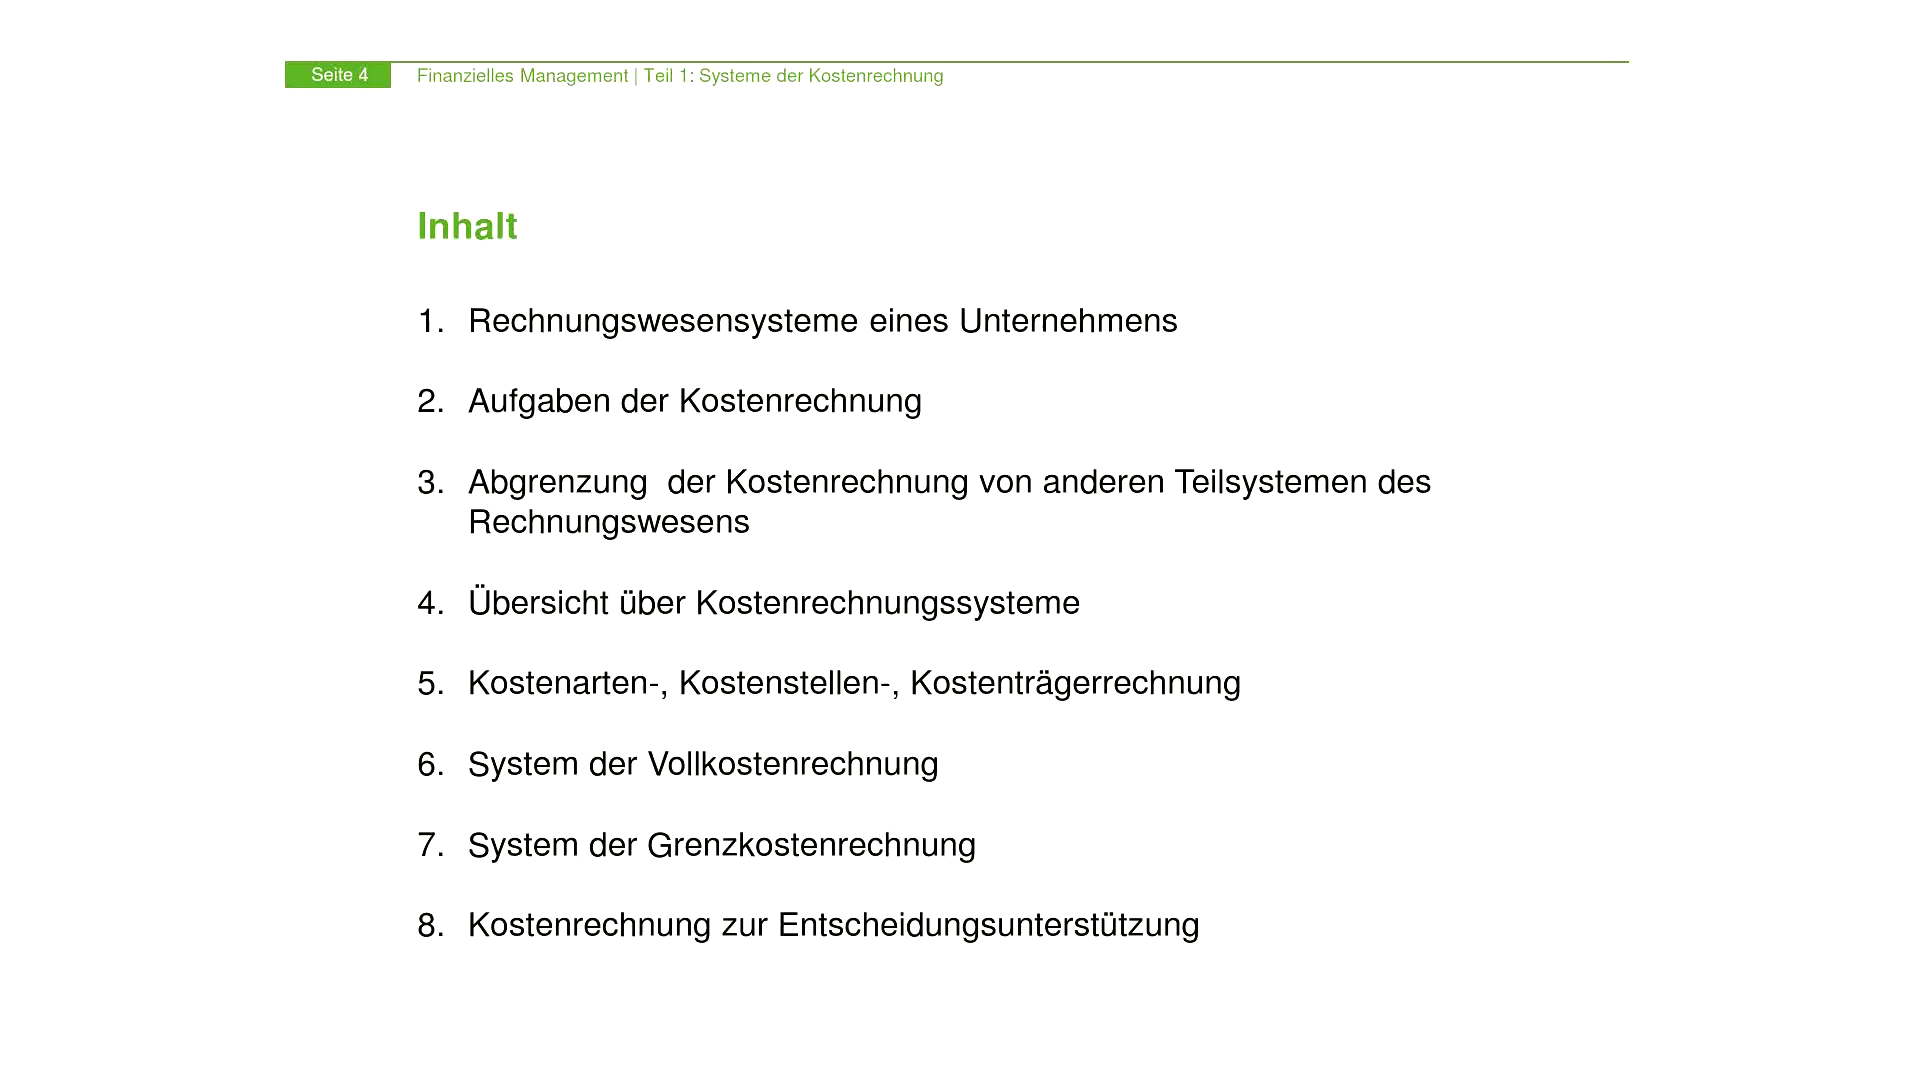 Seite 4
Finanzielles Management | Teil 1: Systeme der Kostenrechnung
Inhalt
1. Rechnungswesensysteme eines Unternehmens
2. Aufgaben der Kostenrechnung
3. Abgrenzung  der Kostenrechnung von anderen Teilsystemen des
Rechnungswesens
4. Übersicht über Kostenrechnungssysteme
5. Kostenarten-, Kostenstellen-, Kostenträgerrechnung
6. System der Vollkostenrechnung
7. System der Grenzkostenrechnung
8. Kostenrechnung zur Entscheidungsunterstützung